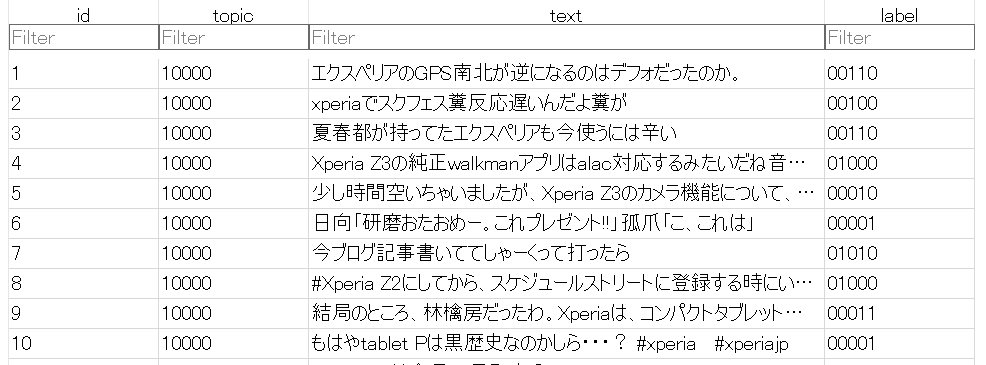 id topic text label
Filter Filter Filter Filter
1 10000 エクスペリアのGPS南北が逆になるのはデフォだったのか。 00110
2 10000 xperiaでスクフェス糞反応遅いんだよ糞が 00100
3 10000 夏春都が持ってたエクスペリアも今使うには辛い 00110
4 10000 Xperia Z3の純正walkmanアプリはalac対応するみたいだね音… 01000
5 10000 少し時間空いちゃいましたが、Xperia Z3のカメラ機能について、… 00010
6 10000 日向「研磨おたおめー。これプレゼント!!」孤爪「こ、これは」 00001
7 10000 今ブログ記事書いててしゃーくって打ったら 01010
8 10000 #Xperia Z2にしてから、スケジュールストリートに登録する時にい… 01000
9 10000 結局のところ、林檎房だったわ。Xperiaは、コンパクトタブレット… 00011
10 10000 もはやtablet Pは黒歴史なのかしら・・・？ #xperia　#xperiajp 00001